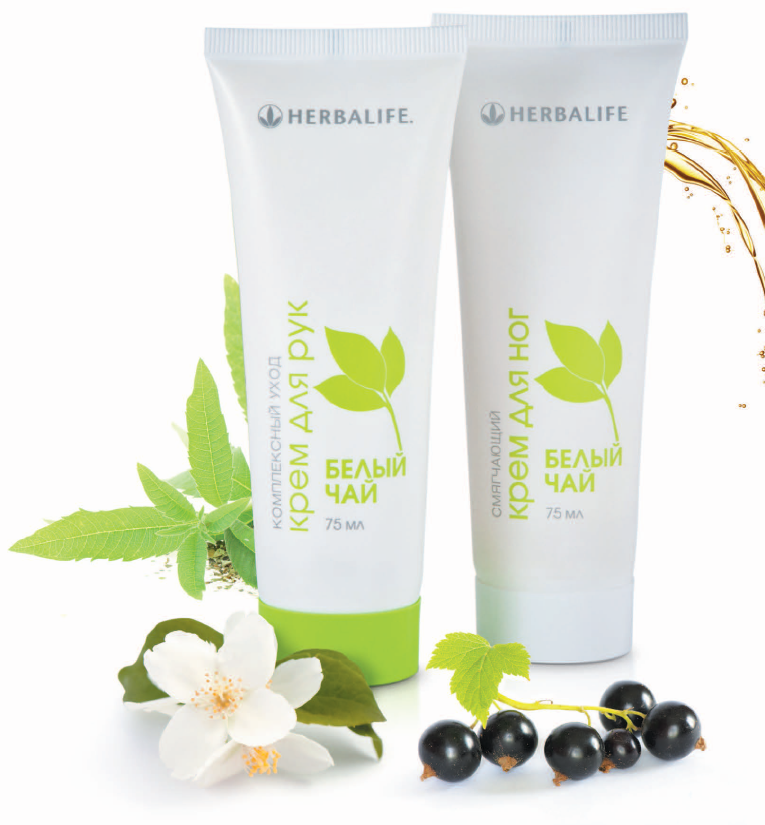 HERBALIFE.
КОМПЛЕКСНЫЙ УХОД
крем для рук
БЕЛЫЙ
ЧАЙ
75 мл
HERBALIFE
СМЯГЧАЮЩИЙ
крем для ног
БЕЛЫЙ
ЧАЙ
75 мл